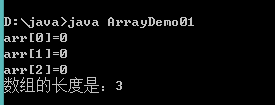 D:\java>java ArrayDemo01
arr[0]=0
arr[1]=0
arr[2]=0
数组的长度是：3